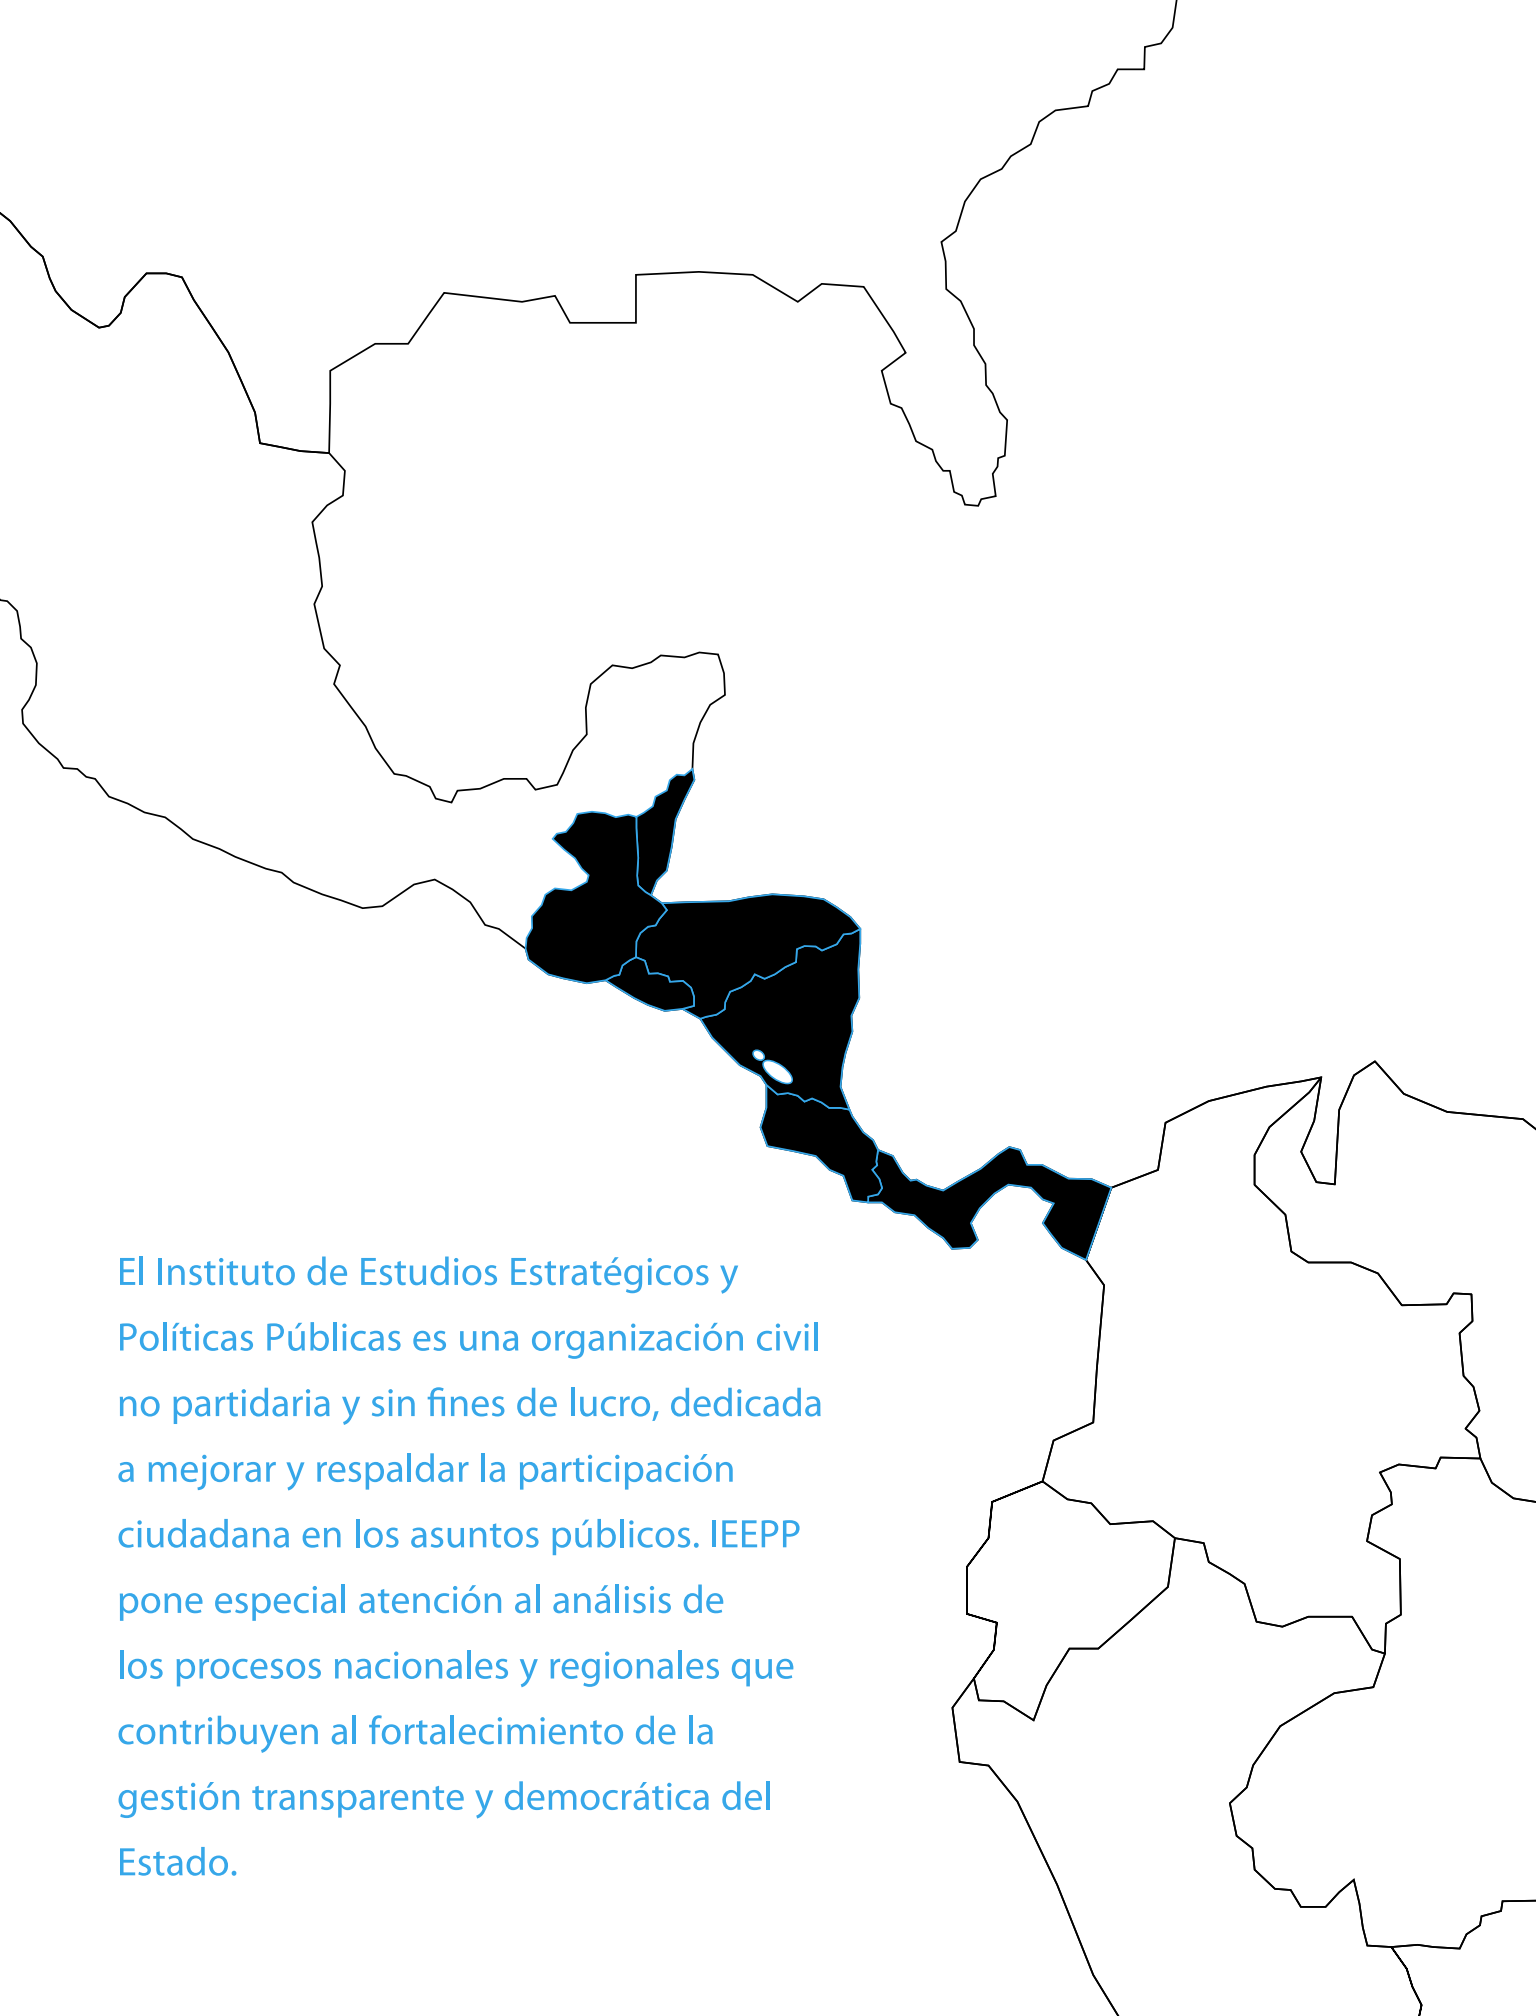 El Instituto de Estudios Estratégicos y
Políticas Públicas es una organización civil
no partidaria y sin fines de lucro, dedicada
a mejorar y respaldar la participación
ciudadana en los asuntos públicos. IEEPP
pone especial atención al análisis de
los procesos nacionales y regionales que
contribuyen al fortalecimiento de la
gestión transparente y democrática del
Estado.